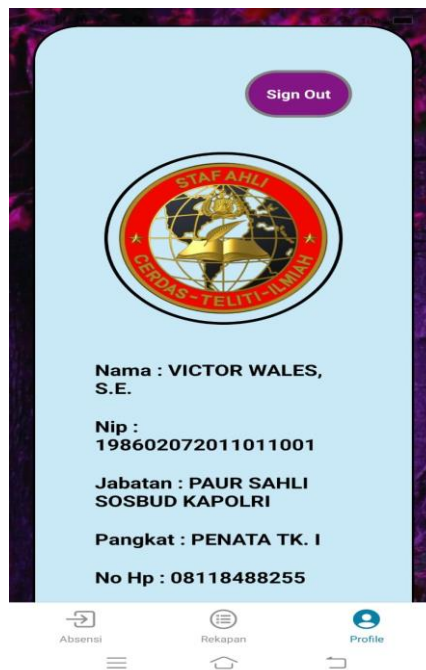 Sign Out
STAF AHLI
CERDAS-TELITI-ILMIAH
Nama : VICTOR WALES,
S.E.
Nip :
198602072011011001
Jabatan : PAUR SAHLI
SOSBUD KAPOLRI
Pangkat : PENATA TK. I
No Hp : 08118488255
Absensi
Rekapan
Profile